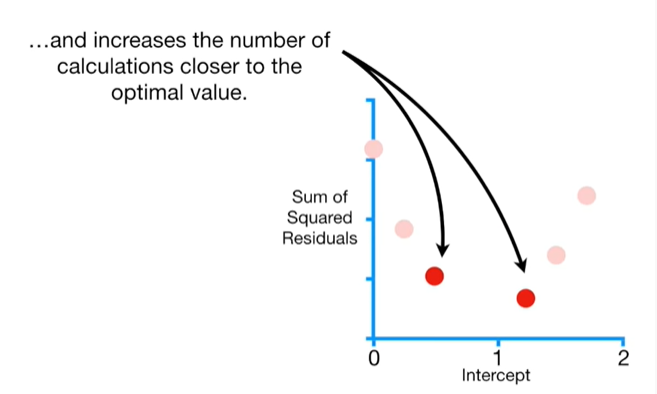 ...and increases the number of
calculations closer to the
optimal value.
Sum of
Squared
Residuals
0
1
2
Intercept